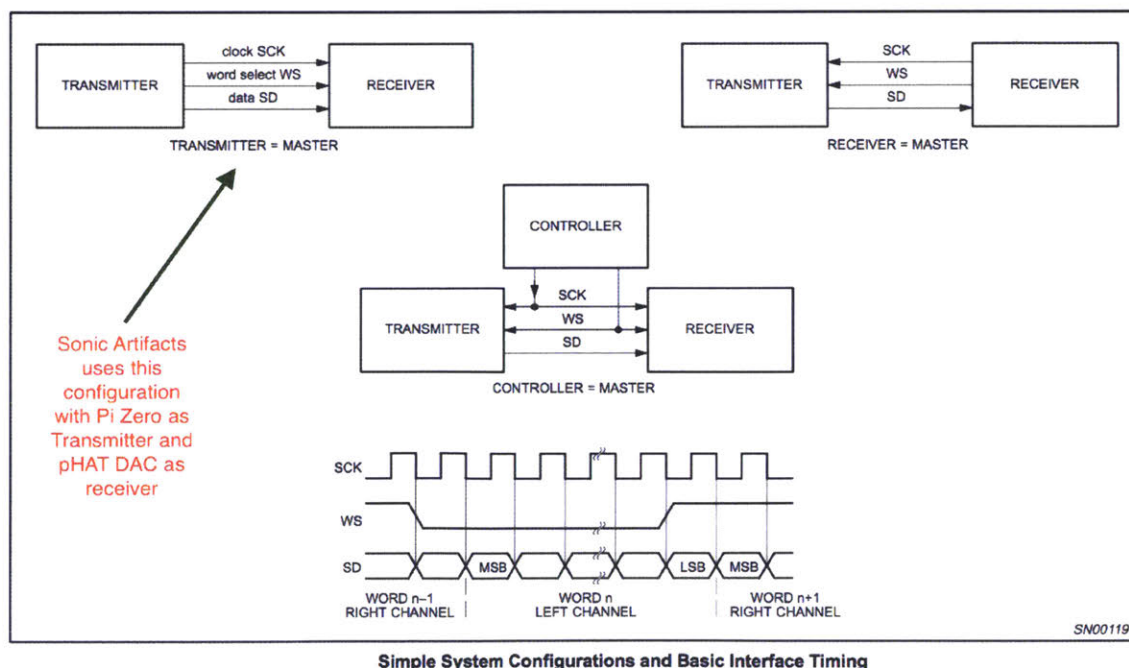 clock SCK
word select WS
data SD
TRANSMITTER
RECEIVER
TRANSMITTER = MASTER
SCK
WS
SD
TRANSMITTER
RECEIVER
RECEIVER = MASTER
CONTROLLER
SCK
WS
SD
TRANSMITTER
RECEIVER
CONTROLLER = MASTER
Sonic Artifacts
uses this
configuration
with Pi Zero as
Transmitter and
pHAT DAC as
receiver
SCK
WS
SD
MSB
LSB
MSB
WORD n–1
RIGHT CHANNEL
WORD n
LEFT CHANNEL
WORD n+1
RIGHT CHANNEL
SN00119
Simple System Configurations and Basic Interface Timing